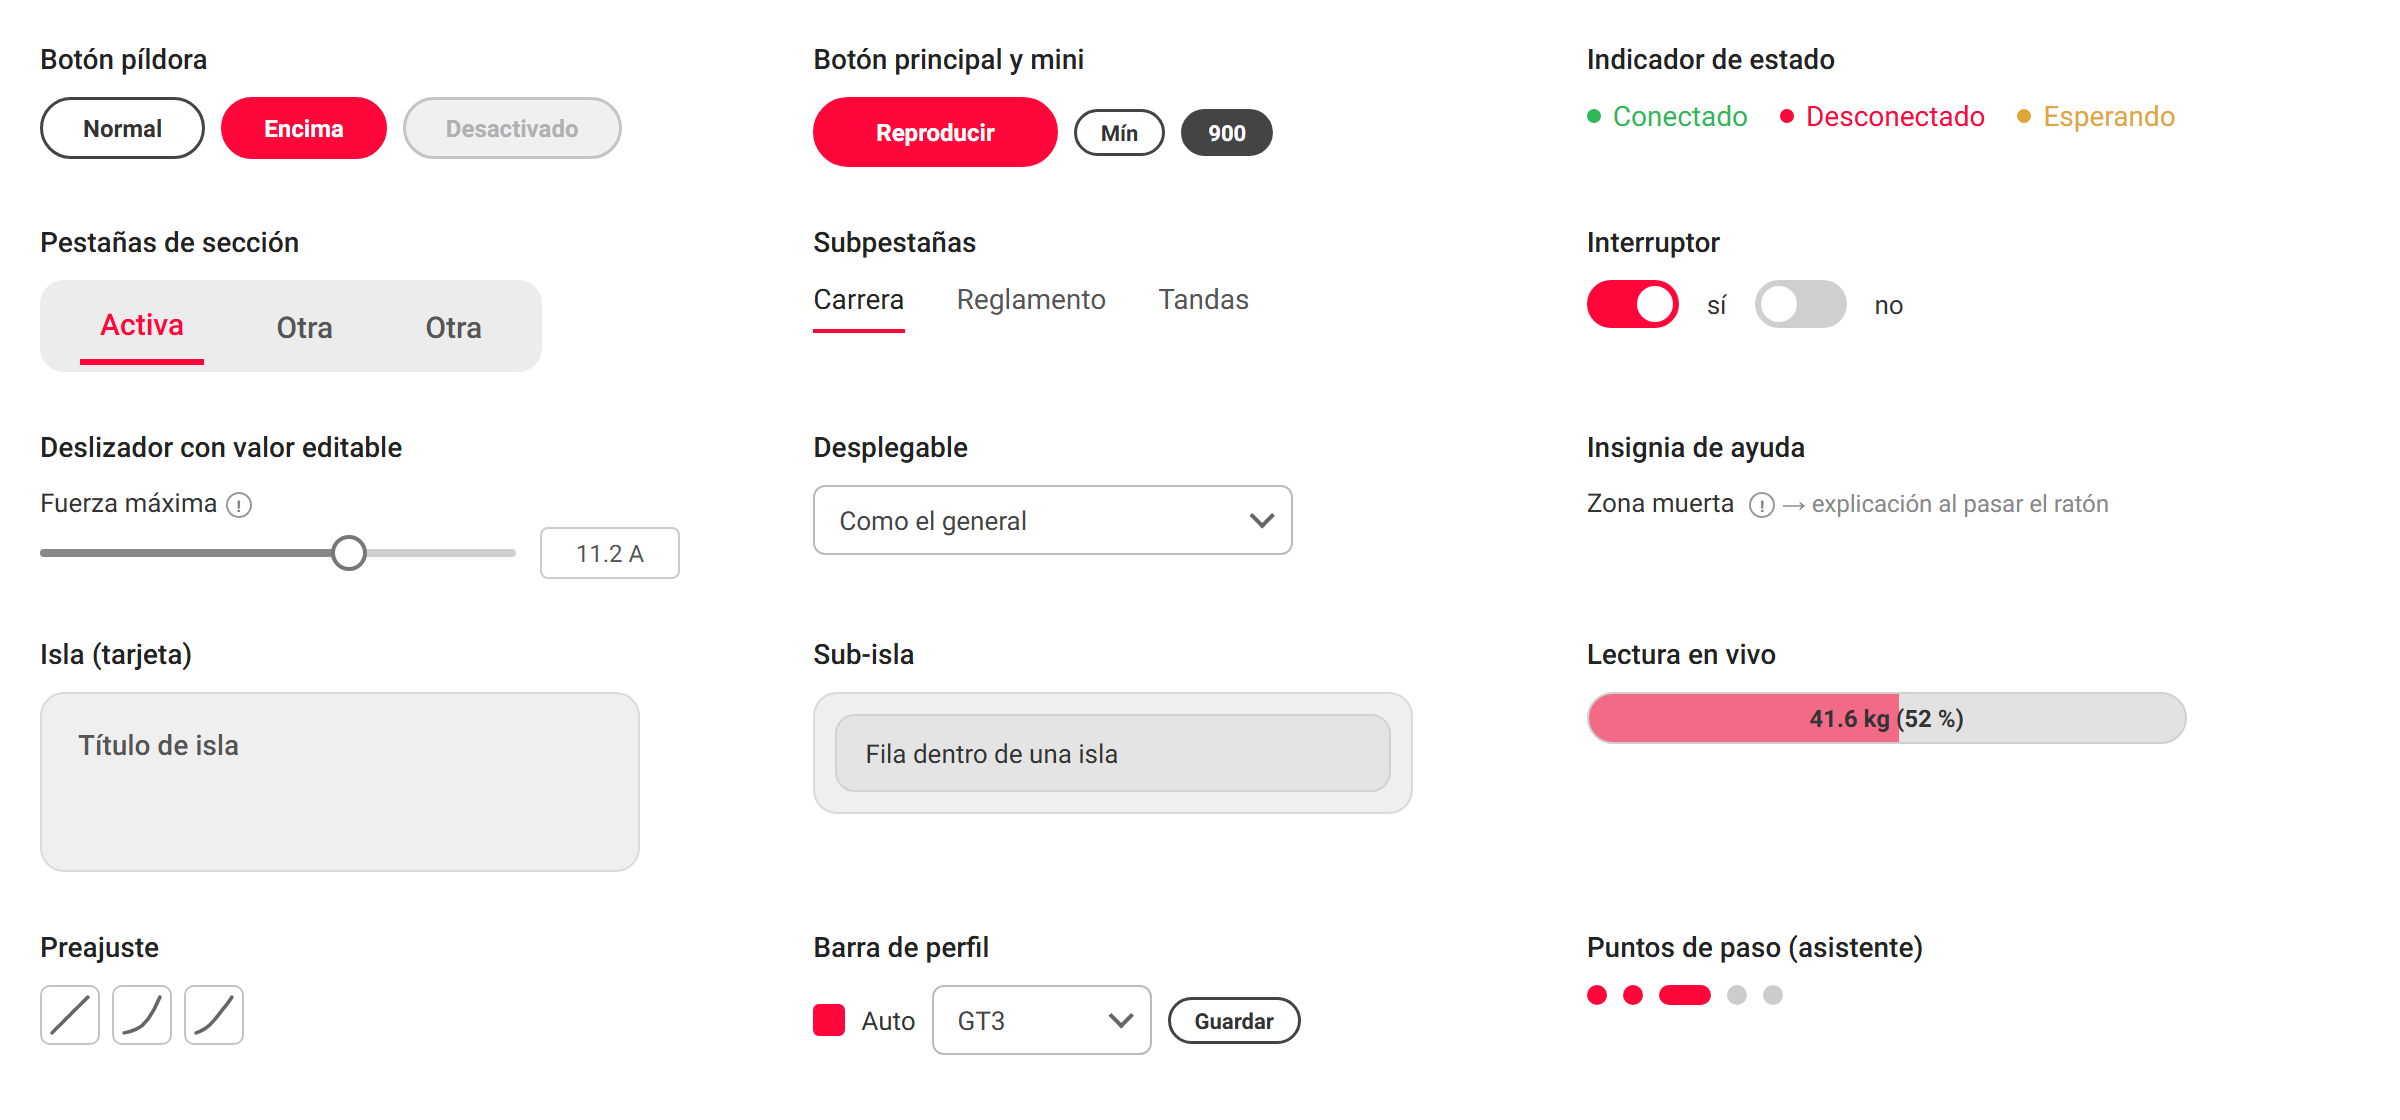 Botón píldora
Normal
Encima
Desactivado
Botón principal y mini
Reproducir
Mín
900
Indicador de estado
Conectado
Desconectado
Esperando
Pestañas de sección
Activa
Otra
Otra
Subpestañas
Carrera
Reglamento
Tandas
Interruptor
sí
no
Deslizador con valor editable
Fuerza máxima !
11.2 A
Desplegable
Como el general
Insignia de ayuda
Zona muerta ! → explicación al pasar el ratón
Isla (tarjeta)
Título de isla
Sub-isla
Fila dentro de una isla
Lectura en vivo
41.6 kg (52 %)
Preajuste
Barra de perfil
Auto
GT3
Guardar
Puntos de paso (asistente)